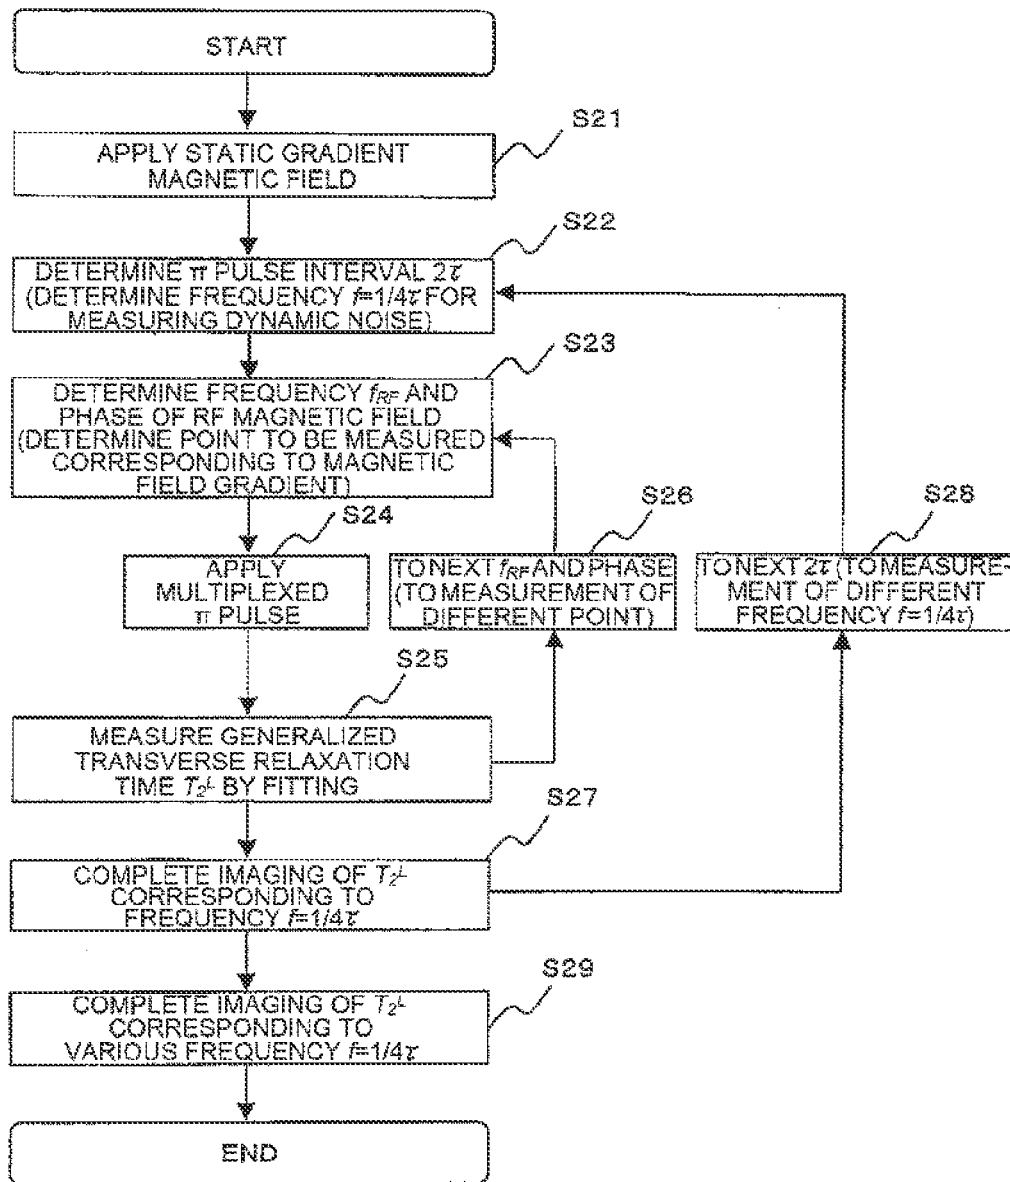 START
S21
APPLY STATIC GRADIENT
MAGNETIC FIELD
S22
DETERMINE π PULSE INTERVAL 2τ
(DETERMINE FREQUENCY f=1/4τ FOR
MEASURING DYNAMIC NOISE)
S23
DETERMINE FREQUENCY fRF AND
PHASE OF RF MAGNETIC FIELD
(DETERMINE POINT TO BE MEASURED
CORRESPONDING TO MAGNETIC
FIELD GRADIENT)
S24
APPLY
MULTIPLEXED
π PULSE
S26
TO NEXT fRF AND PHASE
(TO MEASUREMENT OF
DIFFERENT POINT)
S28
TO NEXT 2τ (TO MEASURE-
MENT OF DIFFERENT
FREQUENCY f=1/4τ)
S25
MEASURE GENERALIZED
TRANSVERSE RELAXATION
TIME T₂ᴸ BY FITTING
S27
COMPLETE IMAGING OF T₂ᴸ
CORRESPONDING TO
FREQUENCY f=1/4τ
S29
COMPLETE IMAGING OF T₂ᴸ
CORRESPONDING TO
VARIOUS FREQUENCY f=1/4τ
END